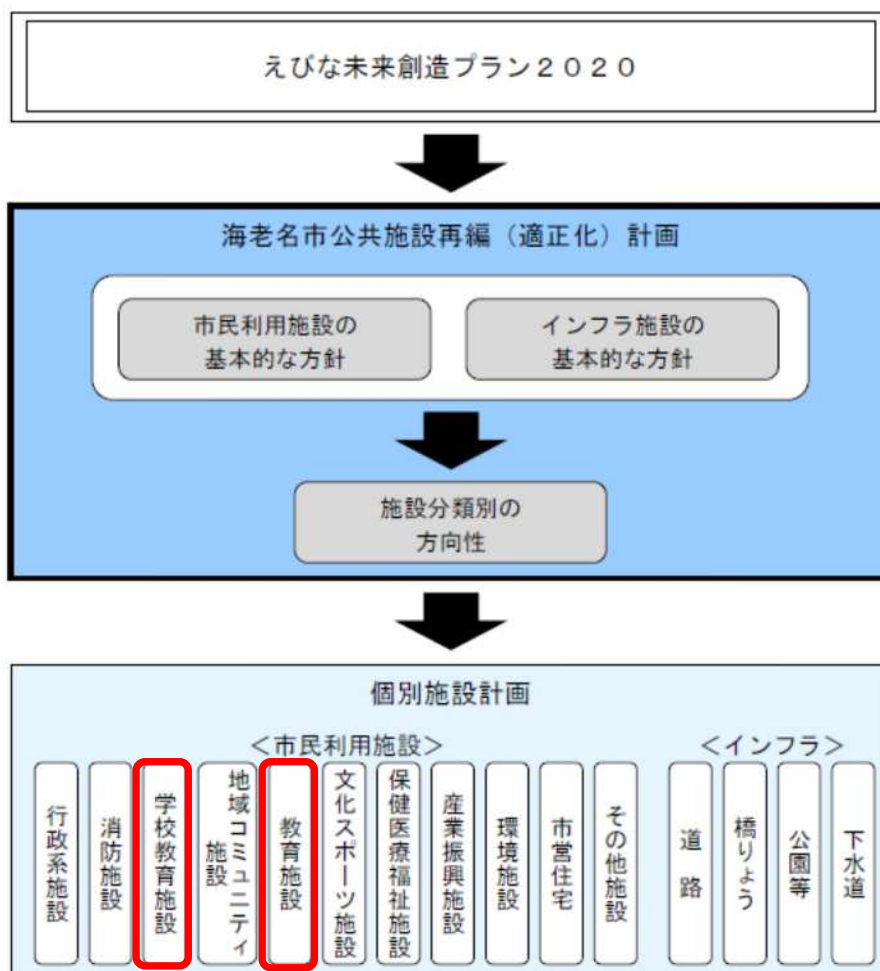 えびな未来創造プラン２０２０
海老名市公共施設再編（適正化）計画
市民利用施設の
基本的な方針
インフラ施設の
基本的な方針
施設分類別の
方向性
個別施設計画
＜市民利用施設＞
＜インフラ＞
行政系施設
消防施設
学校教育施設
地域コミュニティ
施設
教育施設
文化スポーツ施設
保健医療福祉施設
産業振興施設
環境施設
市営住宅
その他施設
道路
橋りょう
公園等
下水道